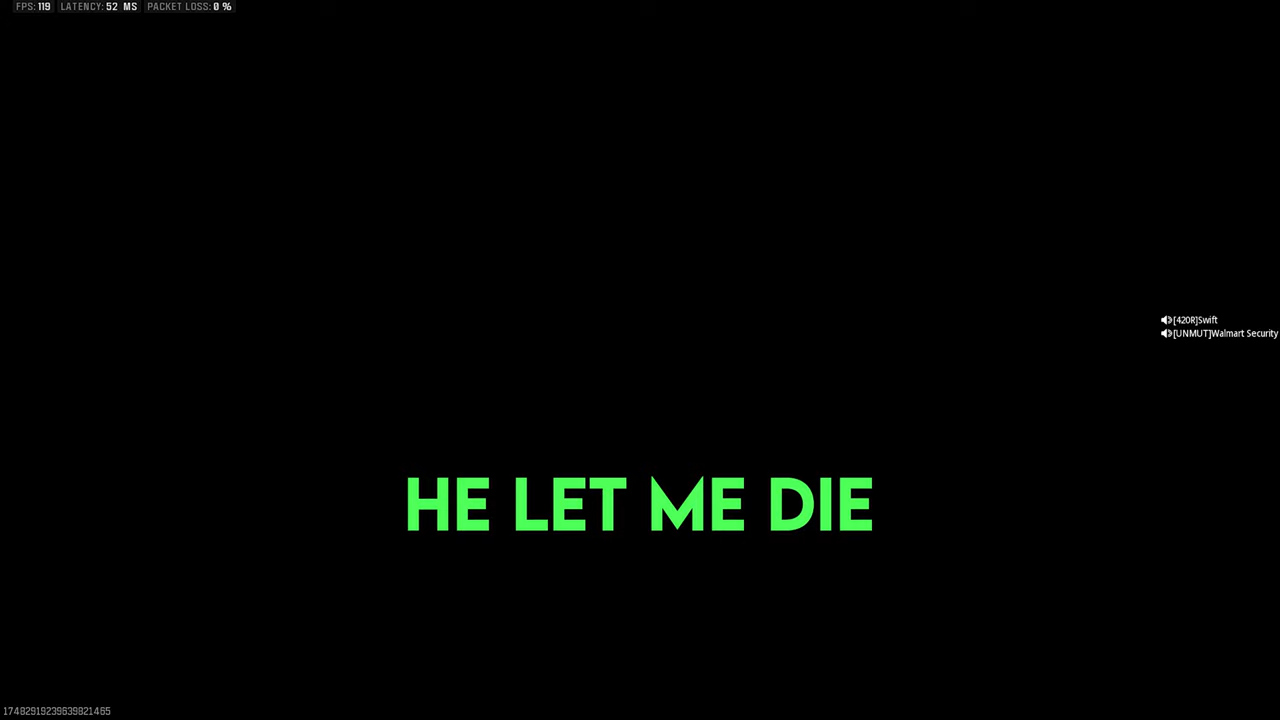 FPS: 119 LATENCY: 52 MS PACKET LOSS: 0 %
[420R]Swift
[UNMUT]Walmart Security
HE LET ME DIE
17482919239639821465